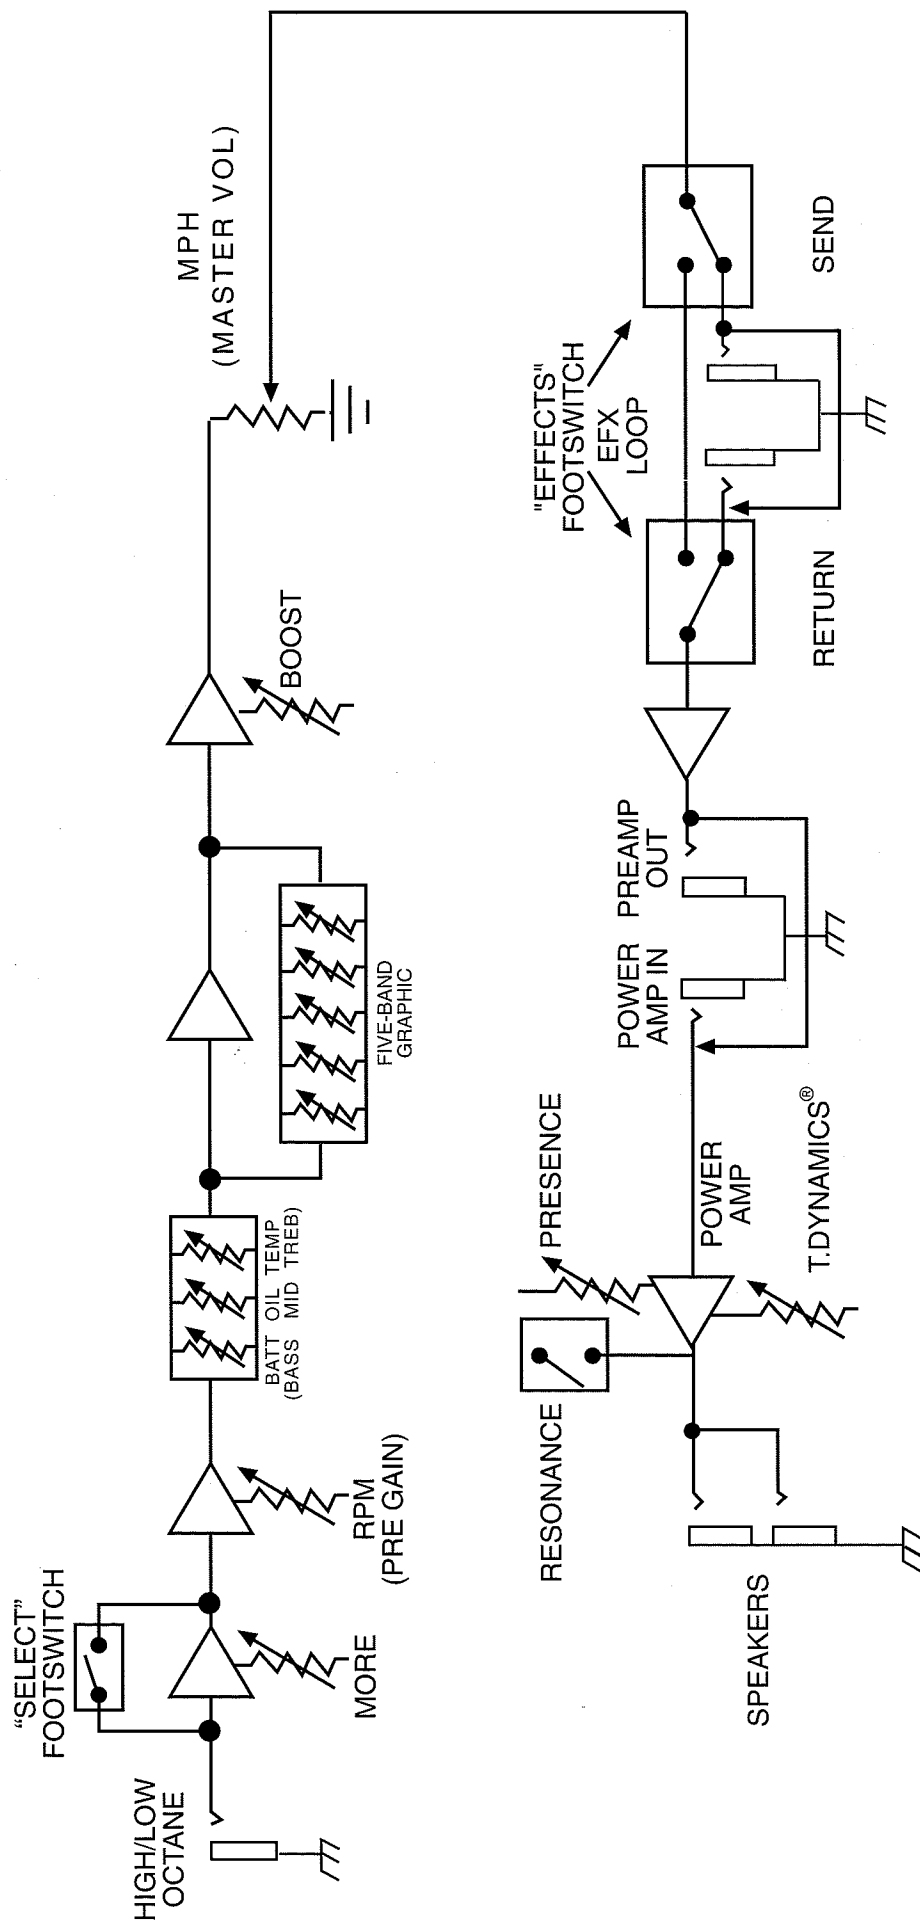 HIGH/LOW
OCTANE
"SELECT"
FOOTSWITCH
MORE
RPM
(PRE GAIN)
BATT OIL TEMP
(BASS MID TREB)
FIVE-BAND
GRAPHIC
BOOST
MPH
(MASTER VOL)
SPEAKERS
RESONANCE
PRESENCE
T.DYNAMICS®
POWER
AMP
POWER
AMP IN
PREAMP
OUT
RETURN
"EFFECTS"
FOOTSWITCH
EFX
LOOP
SEND